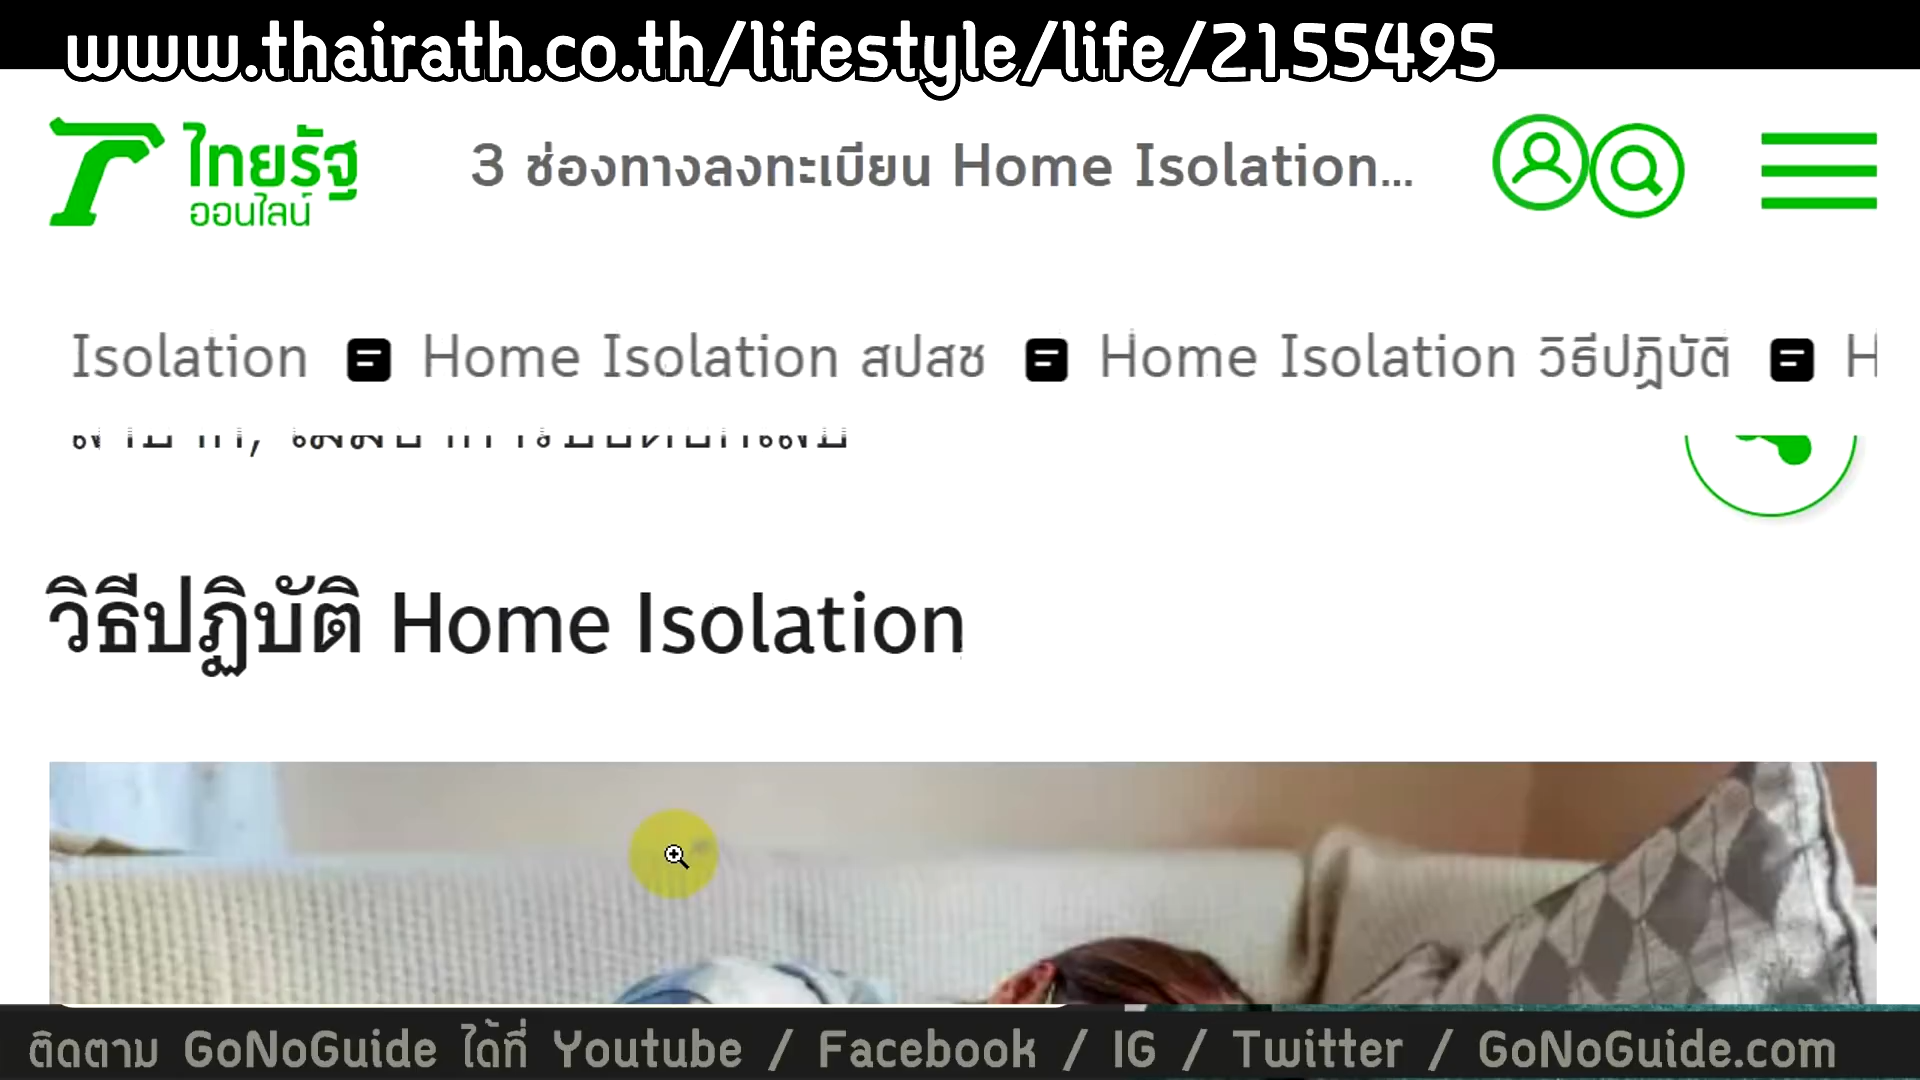 www.thairath.co.th/lifestyle/life/2155495
ไทยรัฐ
ออนไลน์
3 ช่องทางลงทะเบียน Home Isolation...
Isolation Home Isolation สปสช Home Isolation วิธีปฏิบัติ H
วิธีปฏิบัติ Home Isolation
ติดตาม GoNoGuide ได้ที่ Youtube / Facebook / IG / Twitter / GoNoGuide.com